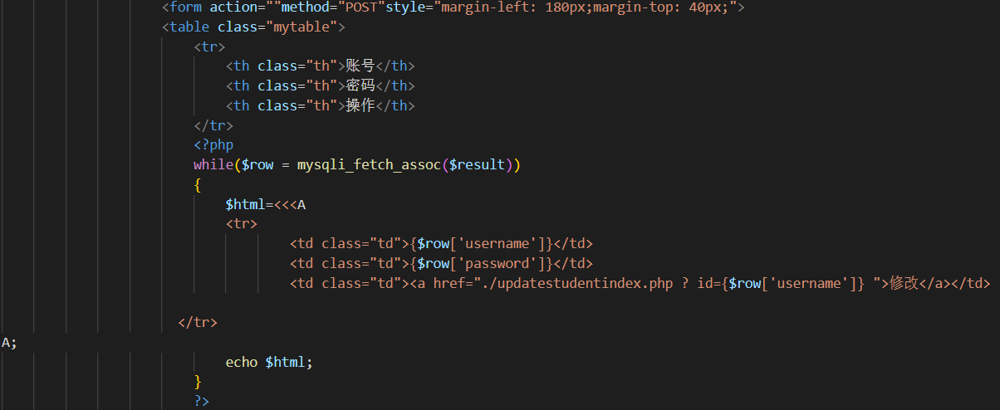 <form action=""method="POST"style="margin-left: 180px;margin-top: 40px;">
<table class="mytable">
<tr>
<th class="th">账号</th>
<th class="th">密码</th>
<th class="th">操作</th>
</tr>
<?php
while($row = mysqli_fetch_assoc($result))
{
$html=<<<A
<tr>
<td class="td">{$row['username']}</td>
<td class="td">{$row['password']}</td>
<td class="td"><a href="./updatestudentindex.php ? id={$row['username']} ">修改</a></td>
</tr>
A;
echo $html;
}
?>